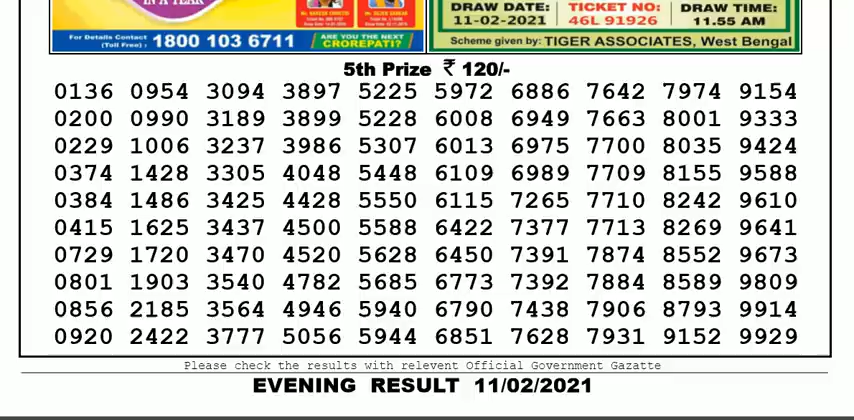 IN A YEAR
For Details Contact (Toll Free) : 1800 103 6711
ARE YOU THE NEXT CROREPATI?
DRAW DATE: 11-02-2021
TICKET NO: 46L 91926
DRAW TIME: 11.55 AM
Scheme given by: TIGER ASSOCIATES, West Bengal
5th Prize ₹ 120/-
0136 0954 3094 3897 5225 5972 6886 7642 7974 9154
0200 0990 3189 3899 5228 6008 6949 7663 8001 9333
0229 1006 3237 3986 5307 6013 6975 7700 8035 9424
0374 1428 3305 4048 5448 6109 6989 7709 8155 9588
0384 1486 3425 4428 5550 6115 7265 7710 8242 9610
0415 1625 3437 4500 5588 6422 7377 7713 8269 9641
0729 1720 3470 4520 5628 6450 7391 7874 8552 9673
0801 1903 3540 4782 5685 6773 7392 7884 8589 9809
0856 2185 3564 4946 5940 6790 7438 7906 8793 9914
0920 2422 3777 5056 5944 6851 7628 7931 9152 9929
Please check the results with relevent Official Government Gazatte
EVENING RESULT 11/02/2021